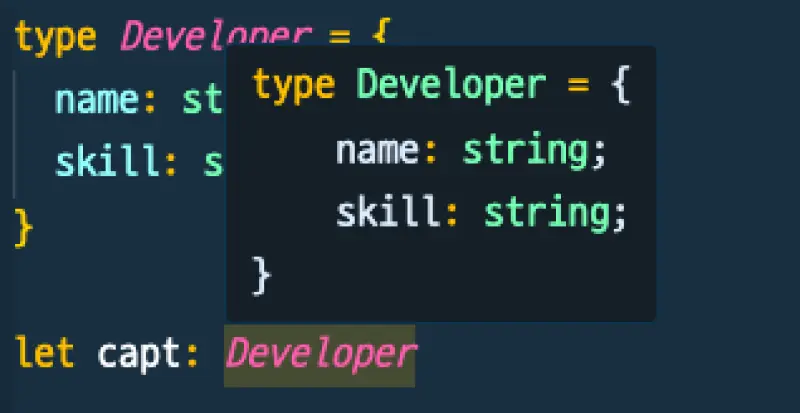 type Developer = {
name: st
skill: s
}
let capt: Developer
type Developer = {
name: string;
skill: string;
}